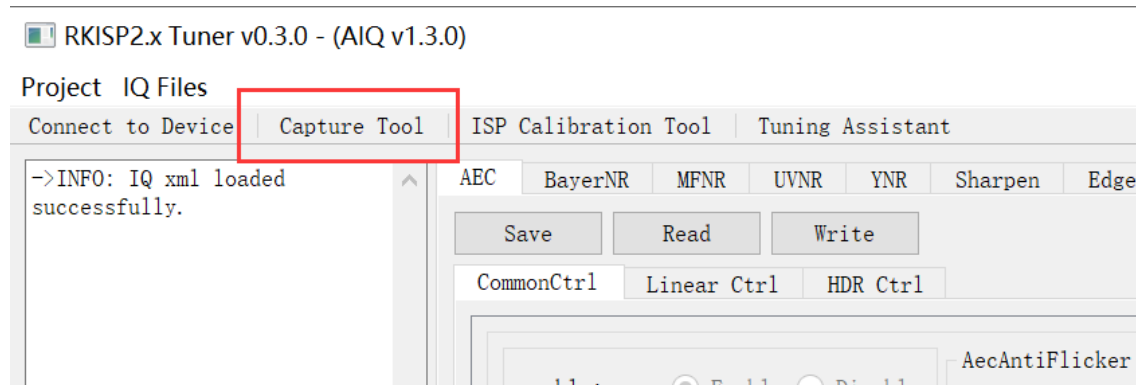 RKISP2.x Tuner v0.3.0 - (AIQ v1.3.0)
Project IQ Files
Connect to Device Capture Tool ISP Calibration Tool Tuning Assistant
->INFO: IQ xml loaded
successfully.
AEC BayerNR MFNR UVNR YNR Sharpen Edge
Save Read Write
CommonCtrl Linear Ctrl HDR Ctrl
AecAntiFlicker